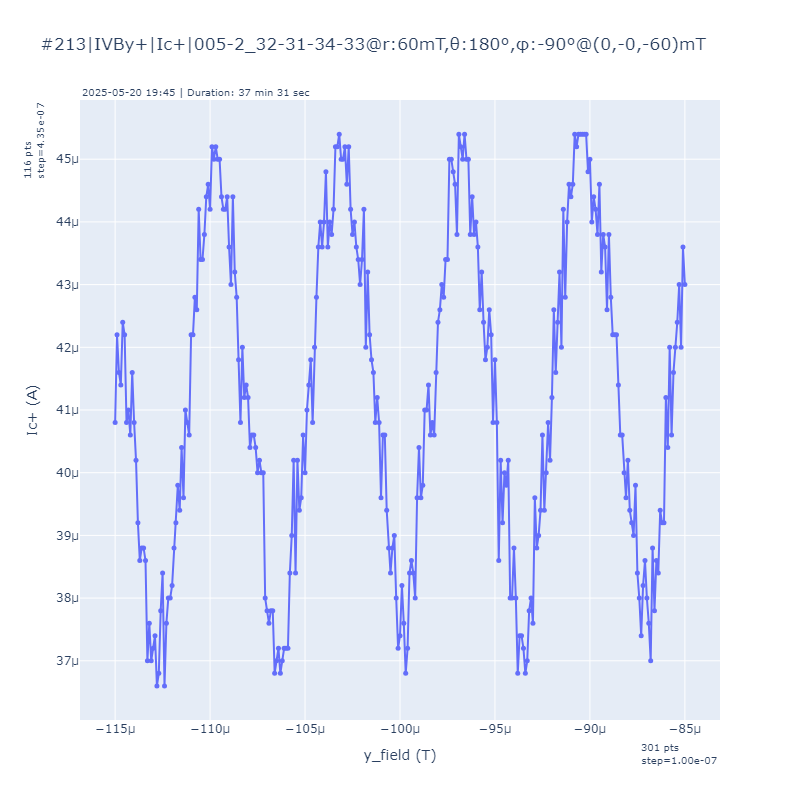 #213|IVBy+|Ic+|005-2_32-31-34-33@r:60mT,θ:180°,φ:-90°@(0,-0,-60)mT
2025-05-20 19:45 | Duration: 37 min 31 sec
116 pts
step=4.35e-07
45μ
44μ
43μ
42μ
41μ
40μ
39μ
38μ
37μ
Ic+ (A)
−115μ
−110μ
−105μ
−100μ
−95μ
−90μ
−85μ
y_field (T)
301 pts
step=1.00e-07